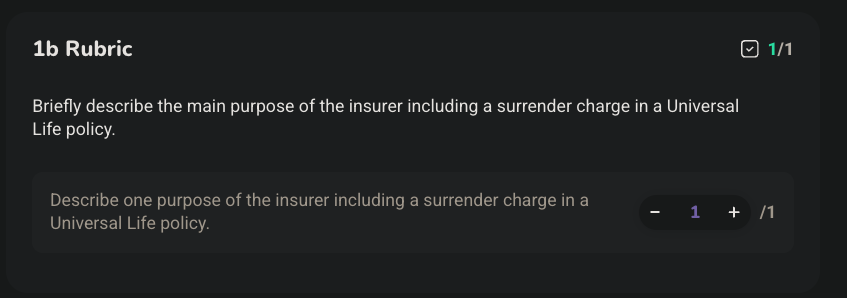 1b Rubric
1/1
Briefly describe the main purpose of the insurer including a surrender charge in a Universal
Life policy.
Describe one purpose of the insurer including a surrender charge in a
Universal Life policy.
− 1 + /1